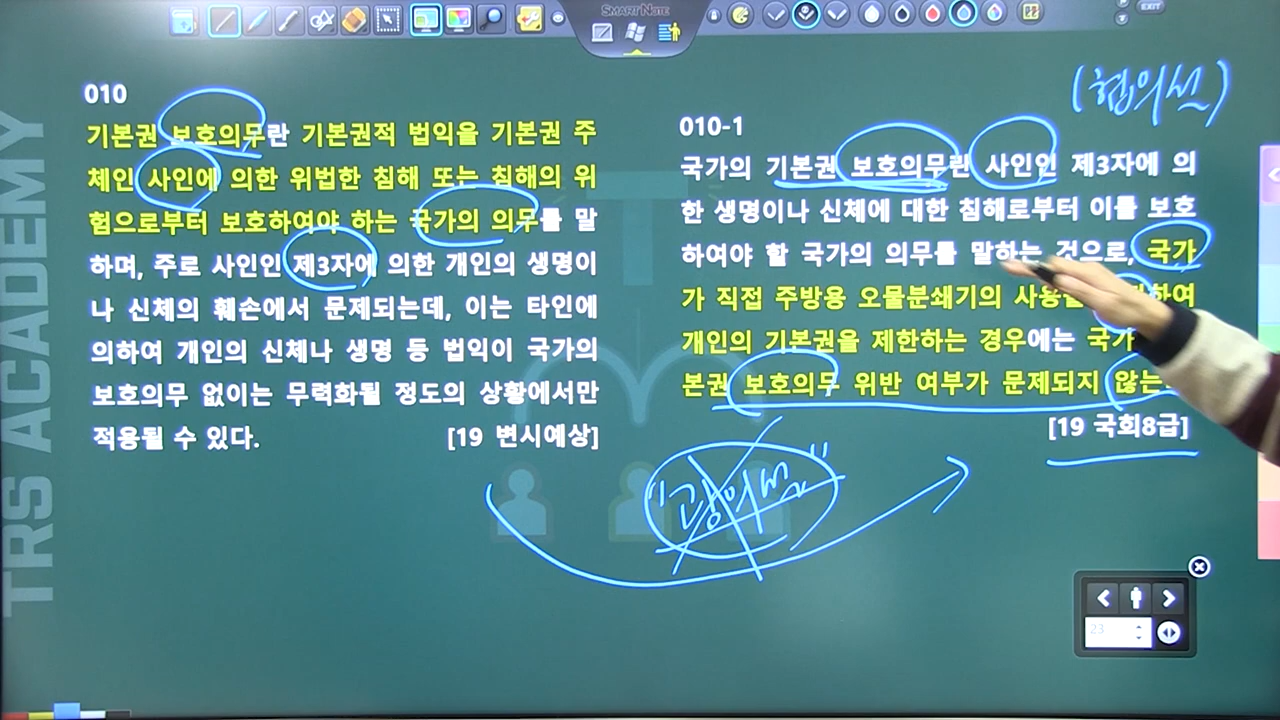 SMART NOTE
EXIT
TRS ACADEMY
010
기본권 보호의무란 기본권적 법익을 기본권 주
체인 사인에 의한 위법한 침해 또는 침해의 위
험으로부터 보호하여야 하는 국가의 의무를 말
하며, 주로 사인인 제3자에 의한 개인의 생명이
나 신체의 훼손에서 문제되는데, 이는 타인에
의하여 개인의 신체나 생명 등 법익이 국가의
보호의무 없이는 무력화될 정도의 상황에서만
적용될 수 있다. [19 변시예상]
(협의설)
010-1
국가의 기본권 보호의무란 사인인 제3자에 의
한 생명이나 신체에 대한 침해로부터 이를 보호
하여야 할 국가의 의무를 말하는 것으로, 국가
가 직접 주방용 오물분쇄기의 사용을 하여
개인의 기본권을 제한하는 경우에는 국가
본권 보호의무 위반 여부가 문제되지 않는
[19 국회8급]
"광의설"
23